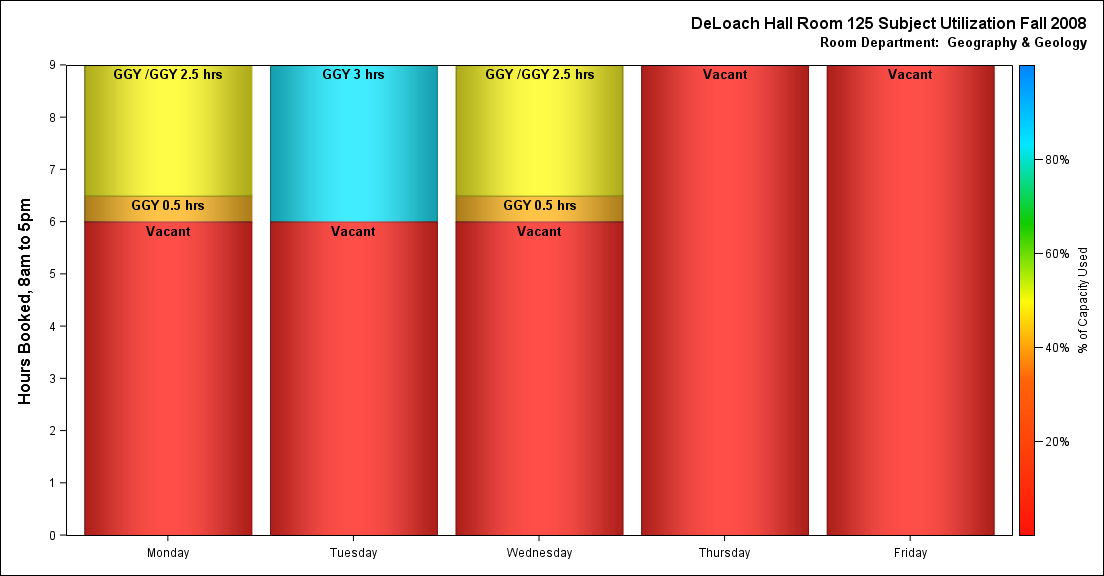 DeLoach Hall Room 125 Subject Utilization Fall 2008
Room Department:  Geography & Geology
Hours Booked, 8am to 5pm
9
8
7
6
5
4
3
2
1
0
GGY /GGY 2.5 hrs
GGY 0.5 hrs
Vacant
GGY 3 hrs
Vacant
GGY /GGY 2.5 hrs
GGY 0.5 hrs
Vacant
Vacant
Vacant
Monday
Tuesday
Wednesday
Thursday
Friday
80%
60%
40%
20%
% of Capacity Used